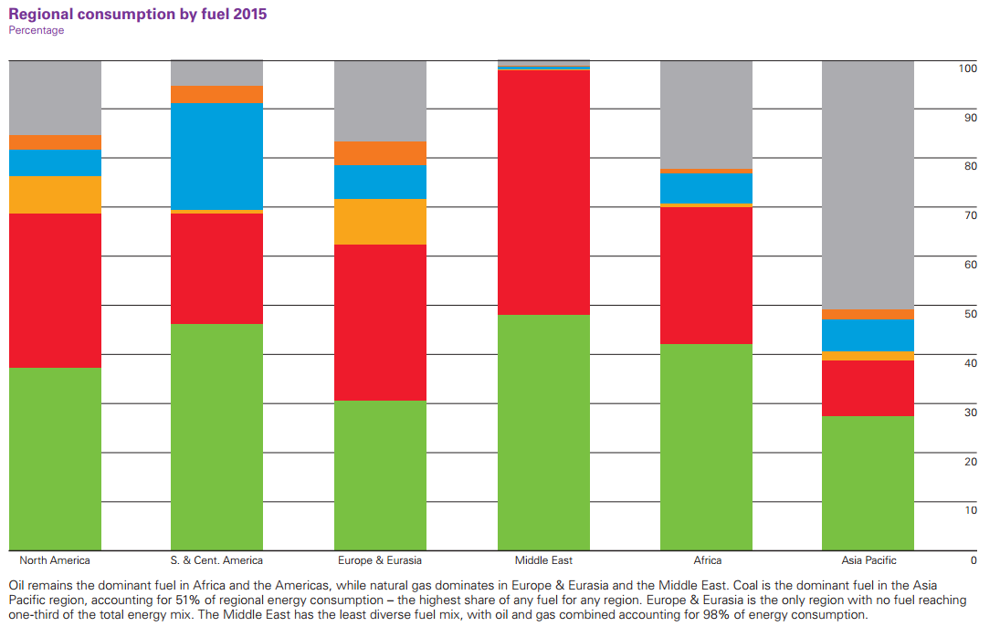 Regional consumption by fuel 2015
Percentage
100
90
80
70
60
50
40
30
20
10
0
North America S. & Cent. America Europe & Eurasia Middle East Africa Asia Pacific
Oil remains the dominant fuel in Africa and the Americas, while natural gas dominates in Europe & Eurasia and the Middle East. Coal is the dominant fuel in the Asia
Pacific region, accounting for 51% of regional energy consumption – the highest share of any fuel for any region. Europe & Eurasia is the only region with no fuel reaching
one-third of the total energy mix. The Middle East has the least diverse fuel mix, with oil and gas combined accounting for 98% of energy consumption.